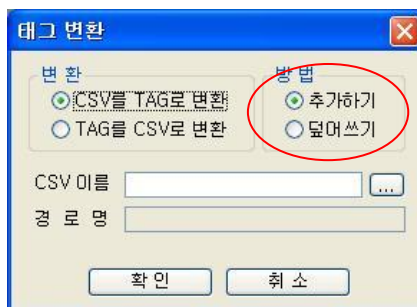 태그 변환
변 환
CSV를 TAG로 변환
TAG를 CSV로 변환
방 법
추가하기
덮어쓰기
CSV 이름
...
경 로 명
확 인
취 소